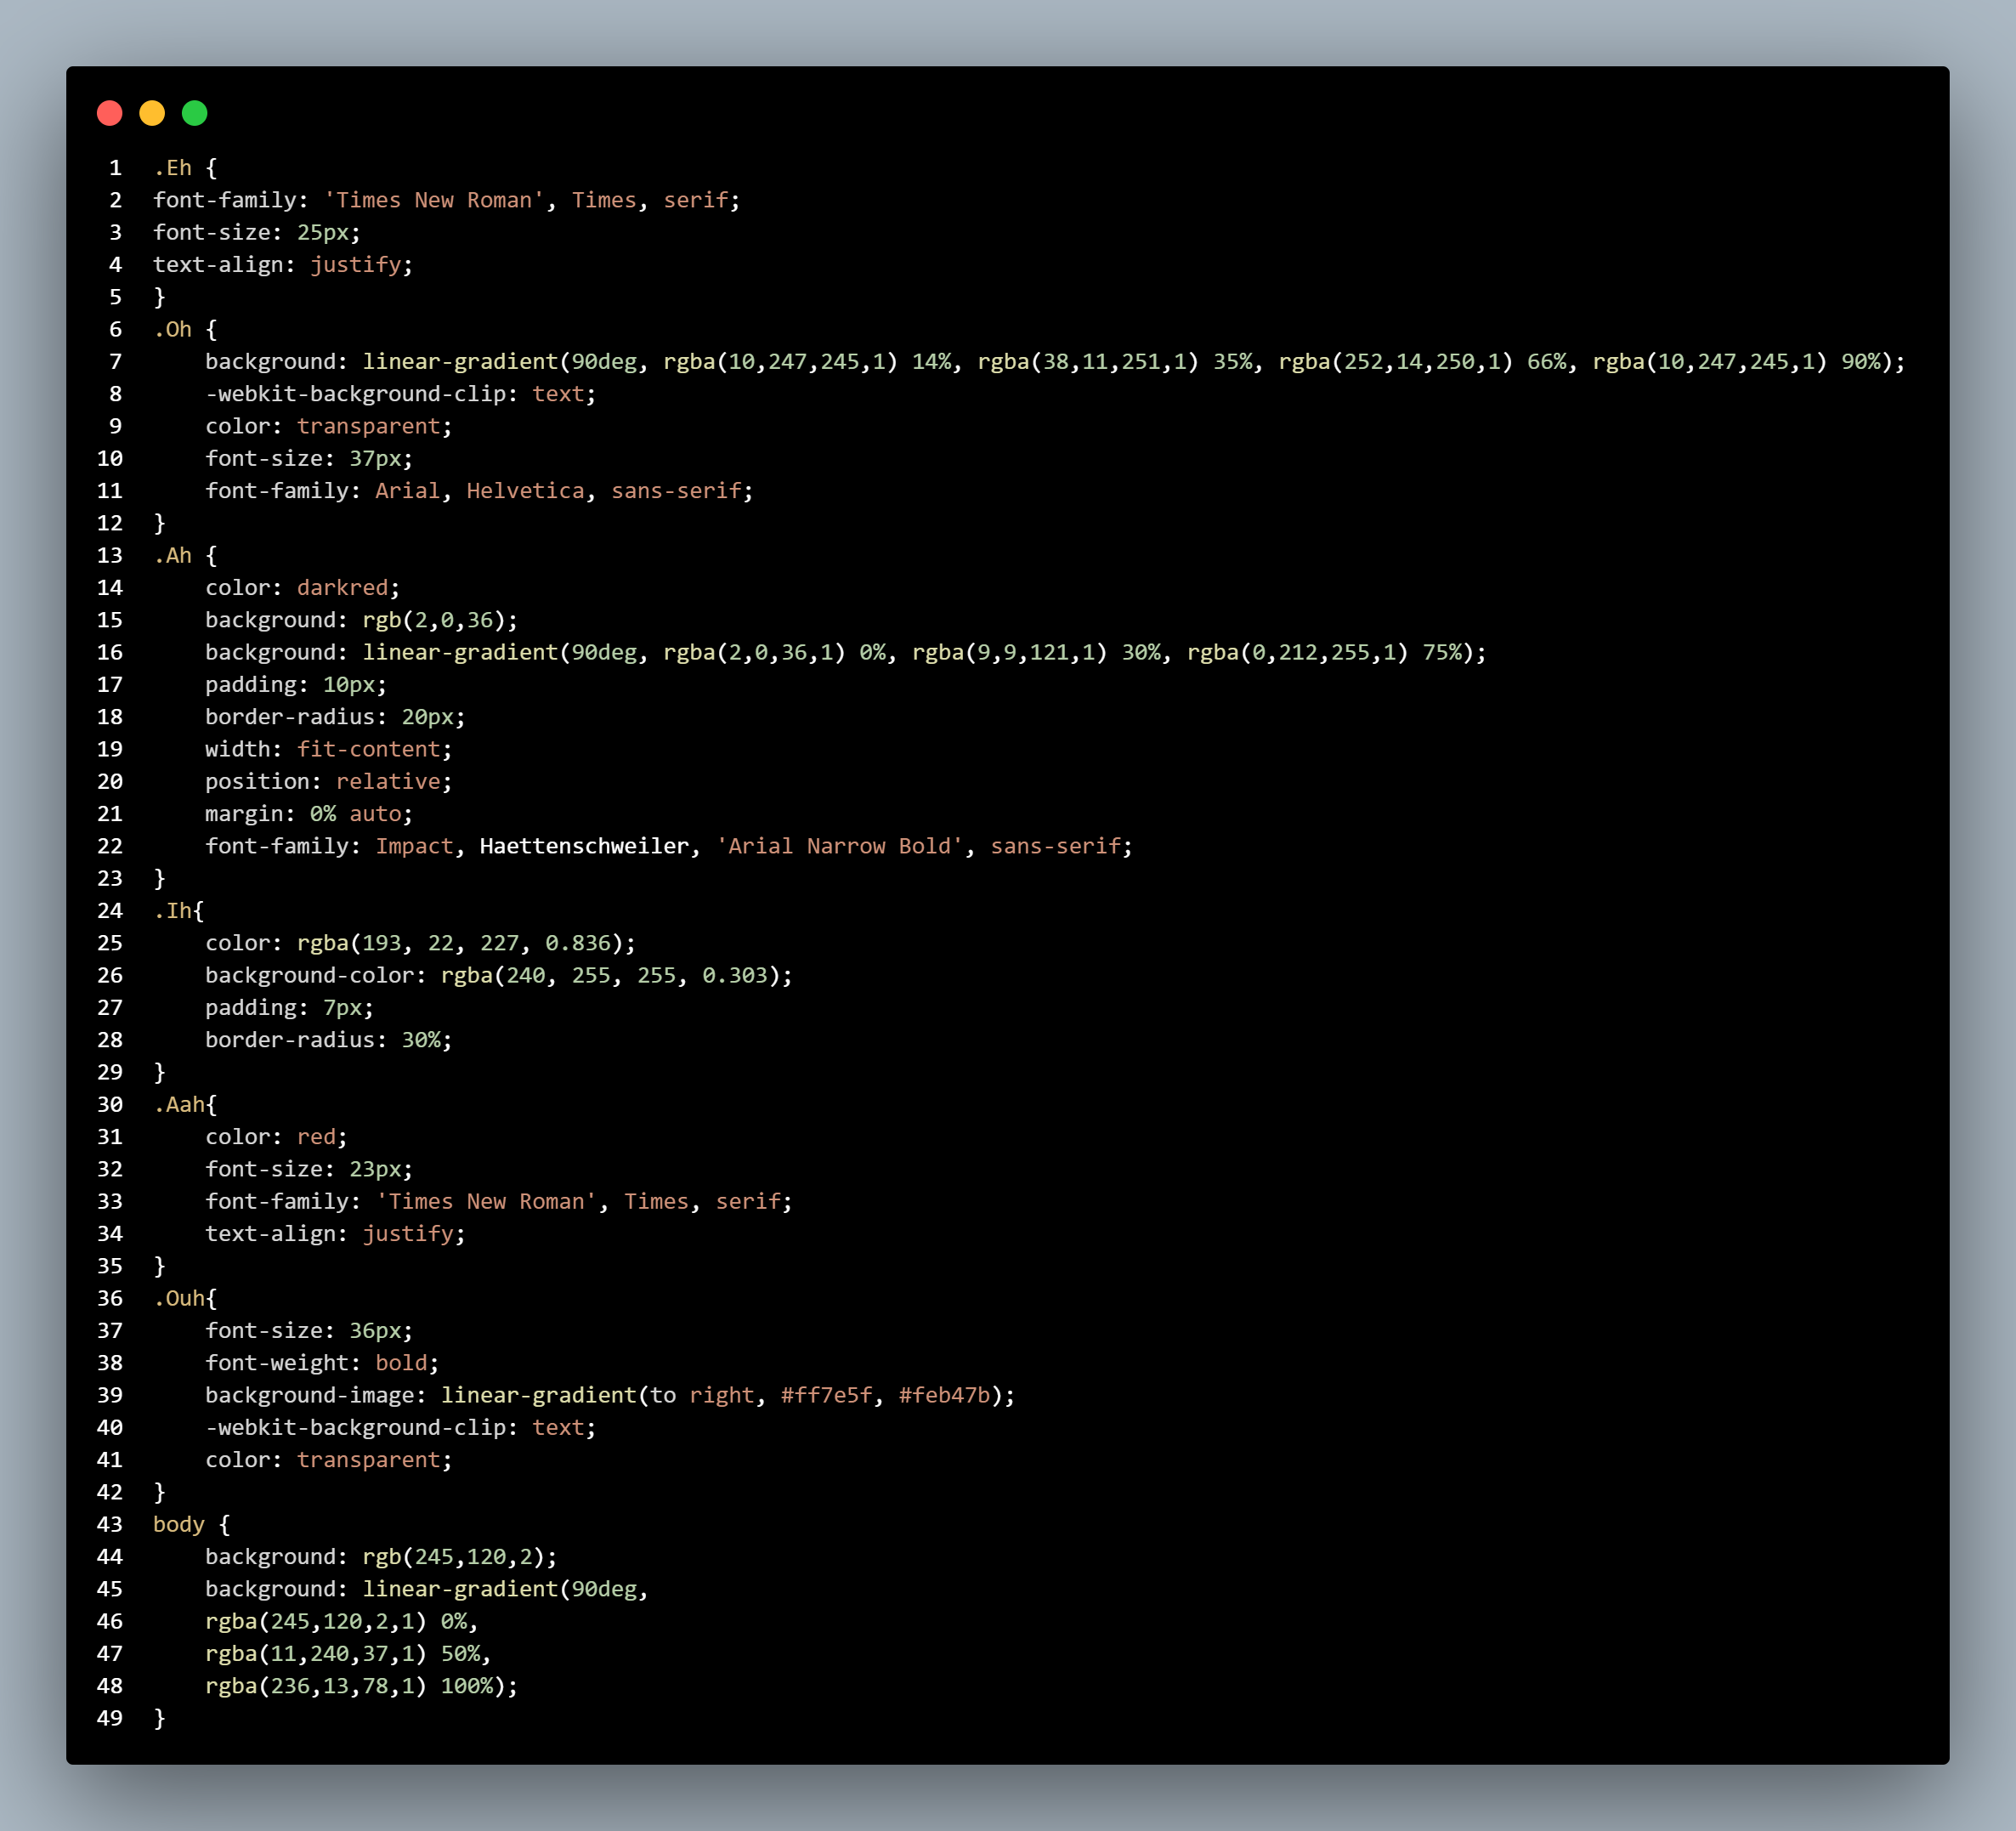 1 .Eh {
2 font-family: 'Times New Roman', Times, serif;
3 font-size: 25px;
4 text-align: justify;
5 }
6 .Oh {
7     background: linear-gradient(90deg, rgba(10,247,245,1) 14%, rgba(38,11,251,1) 35%, rgba(252,14,250,1) 66%, rgba(10,247,245,1) 90%);
8     -webkit-background-clip: text;
9     color: transparent;
10     font-size: 37px;
11     font-family: Arial, Helvetica, sans-serif;
12 }
13 .Ah {
14     color: darkred;
15     background: rgb(2,0,36);
16     background: linear-gradient(90deg, rgba(2,0,36,1) 0%, rgba(9,9,121,1) 30%, rgba(0,212,255,1) 75%);
17     padding: 10px;
18     border-radius: 20px;
19     width: fit-content;
20     position: relative;
21     margin: 0% auto;
22     font-family: Impact, Haettenschweiler, 'Arial Narrow Bold', sans-serif;
23 }
24 .Ih{
25     color: rgba(193, 22, 227, 0.836);
26     background-color: rgba(240, 255, 255, 0.303);
27     padding: 7px;
28     border-radius: 30%;
29 }
30 .Aah{
31     color: red;
32     font-size: 23px;
33     font-family: 'Times New Roman', Times, serif;
34     text-align: justify;
35 }
36 .Ouh{
37     font-size: 36px;
38     font-weight: bold;
39     background-image: linear-gradient(to right, #ff7e5f, #feb47b);
40     -webkit-background-clip: text;
41     color: transparent;
42 }
43 body {
44     background: rgb(245,120,2);
45     background: linear-gradient(90deg,
46     rgba(245,120,2,1) 0%,
47     rgba(11,240,37,1) 50%,
48     rgba(236,13,78,1) 100%);
49 }